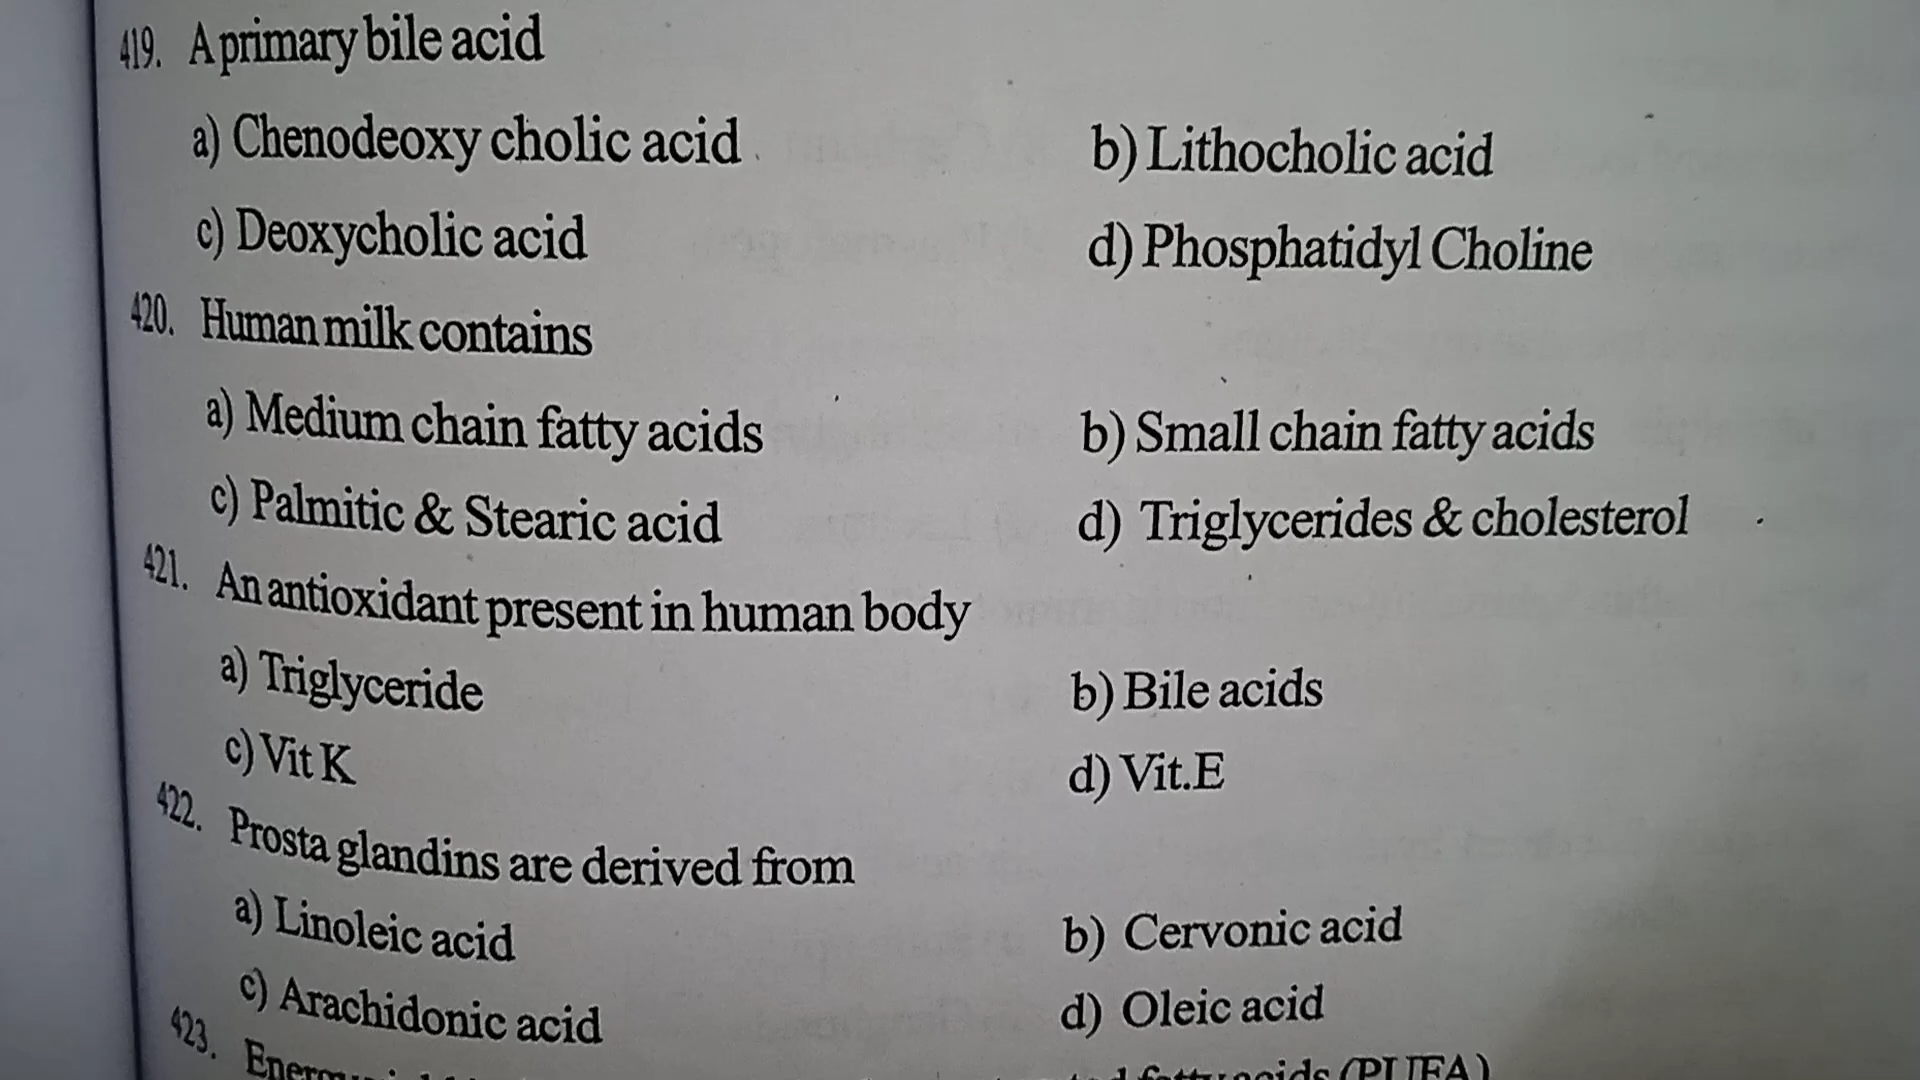 419. A primary bile acid
a) Chenodeoxy cholic acid b) Lithocholic acid
c) Deoxycholic acid d) Phosphatidyl Choline
420. Human milk contains
a) Medium chain fatty acids b) Small chain fatty acids
c) Palmitic & Stearic acid d) Triglycerides & cholesterol
421. An antioxidant present in human body
a) Triglyceride b) Bile acids
c) Vit K d) Vit.E
422. Prosta glandins are derived from
a) Linoleic acid b) Cervonic acid
c) Arachidonic acid d) Oleic acid
423. fatty acids (PUFA)